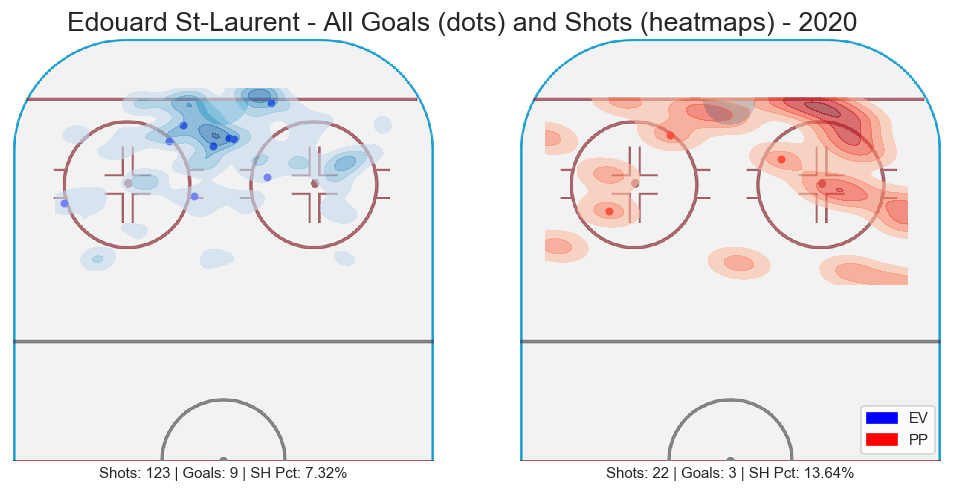 Edouard St-Laurent - All Goals (dots) and Shots (heatmaps) - 2020
EV
PP
Shots: 123 | Goals: 9 | SH Pct: 7.32%
Shots: 22 | Goals: 3 | SH Pct: 13.64%